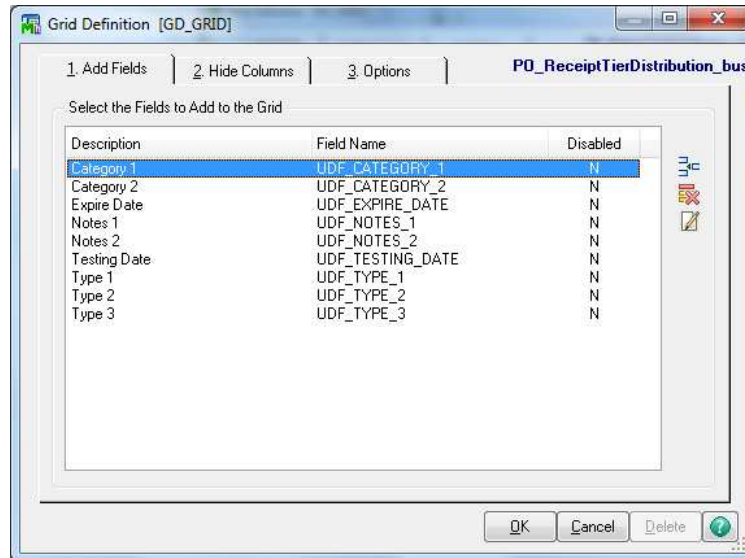 Grid Definition [GD_GRID]
1. Add Fields 2. Hide Columns 3. Options PO_ReceiptTierDistribution_bus
Select the Fields to Add to the Grid
Description Field Name Disabled
Category 1 UDF_CATEGORY_1 N
Category 2 UDF_CATEGORY_2 N
Expire Date UDF_EXPIRE_DATE N
Notes 1 UDF_NOTES_1 N
Notes 2 UDF_NOTES_2 N
Testing Date UDF_TESTING_DATE N
Type 1 UDF_TYPE_1 N
Type 2 UDF_TYPE_2 N
Type 3 UDF_TYPE_3 N
OK Cancel Delete ?